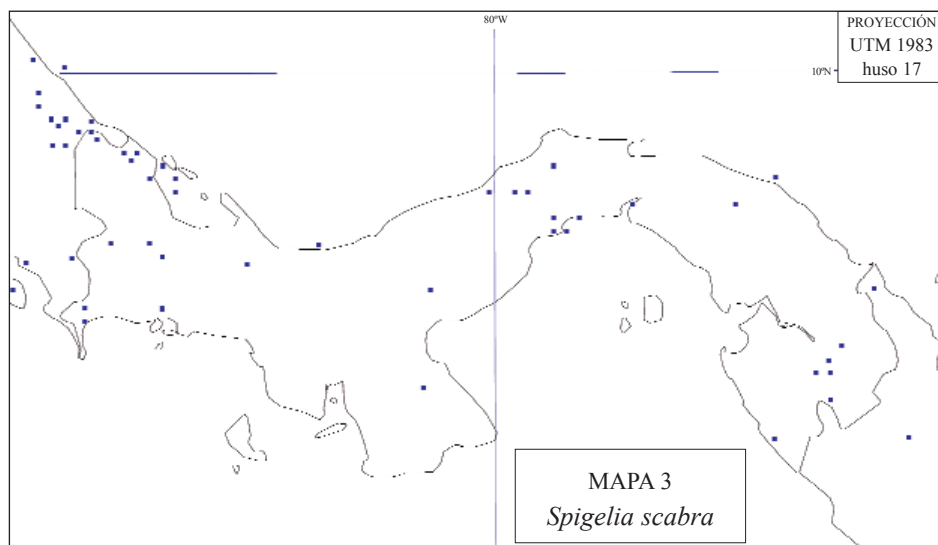 80ºW
PROYECCIÓN
UTM 1983
huso 17
10ºN
MAPA 3
Spigelia scabra